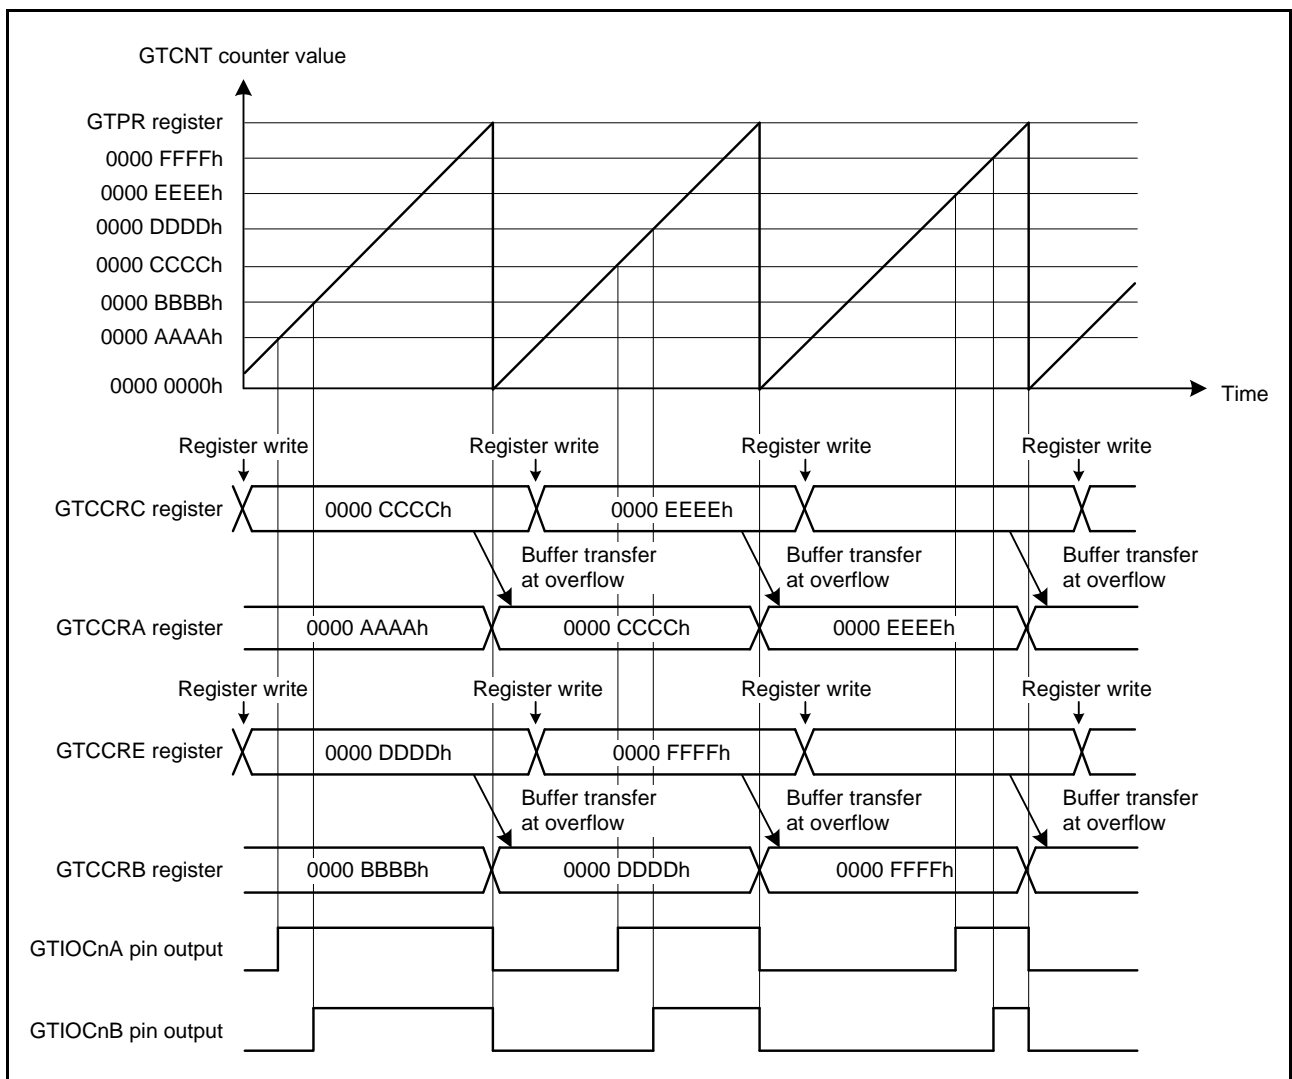 GTCNT counter value
GTPR register
0000 FFFFh
0000 EEEEh
0000 DDDDh
0000 CCCCh
0000 BBBBh
0000 AAAAh
0000 0000h
Time
Register write Register write Register write Register write
GTCCRC register 0000 CCCCh 0000 EEEEh
Buffer transfer at overflow
Buffer transfer at overflow
Buffer transfer at overflow
GTCCRA register 0000 AAAAh 0000 CCCCh 0000 EEEEh
Register write Register write Register write Register write
GTCCRE register 0000 DDDDh 0000 FFFFh
Buffer transfer at overflow
Buffer transfer at overflow
Buffer transfer at overflow
GTCCRB register 0000 BBBBh 0000 DDDDh 0000 FFFFh
GTIOCnA pin output
GTIOCnB pin output